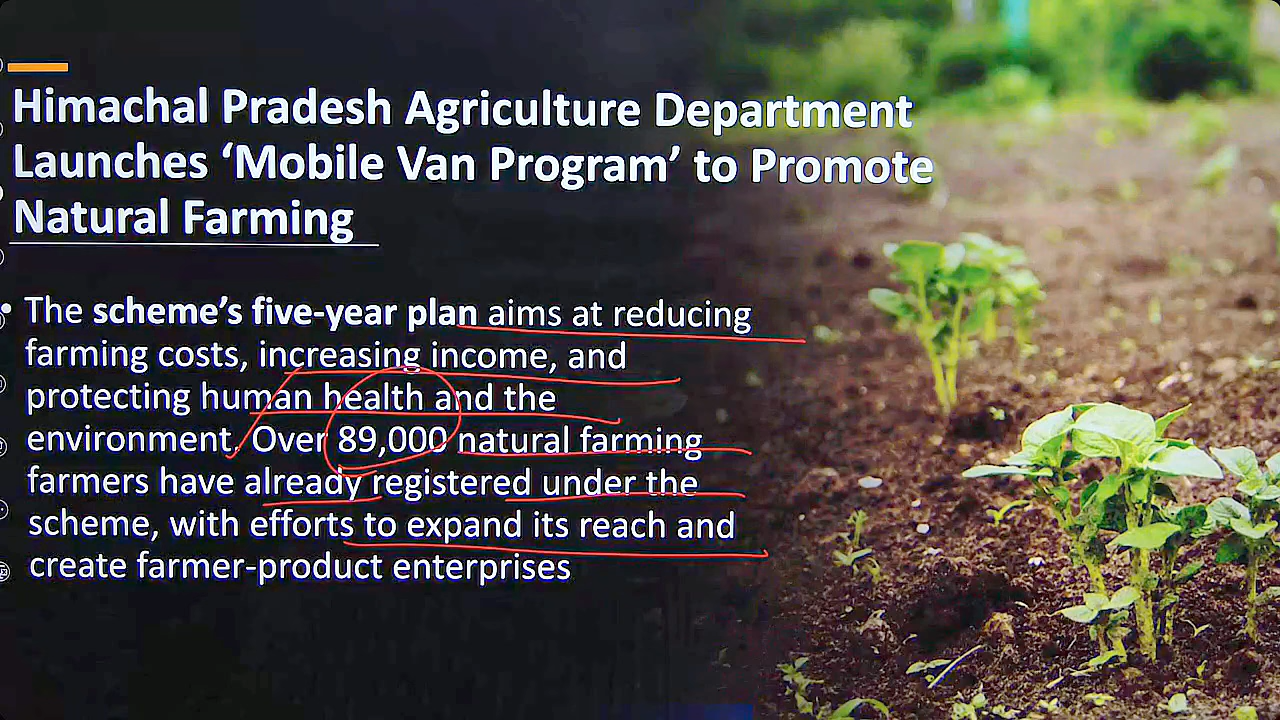 Himachal Pradesh Agriculture Department
Launches ‘Mobile Van Program’ to Promote
Natural Farming
• The scheme’s five-year plan aims at reducing
farming costs, increasing income, and
protecting human health and the
environment. Over 89,000 natural farming
farmers have already registered under the
scheme, with efforts to expand its reach and
create farmer-product enterprises